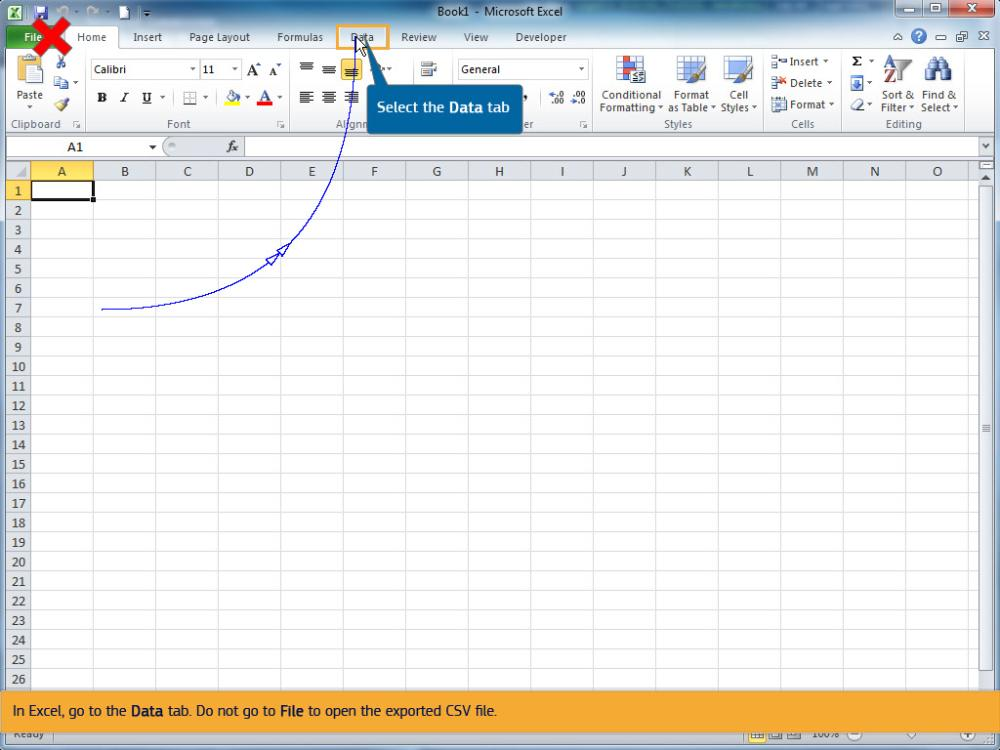 Book1 - Microsoft Excel
File Home Insert Page Layout Formulas Data Review View Developer
Calibri 11 General
Paste
B I U
Conditional Formatting
Format as Table
Cell Styles
Insert
Delete
Format
Sort & Filter
Find & Select
Clipboard Font Styles Cells Editing
Select the Data tab
A1 fx
A B C D E F G H I J K L M N O
1
2
3
4
5
6
7
8
9
10
11
12
13
14
15
16
17
18
19
20
21
22
23
24
25
26
In Excel, go to the Data tab. Do not go to File to open the exported CSV file.
Ready 100%